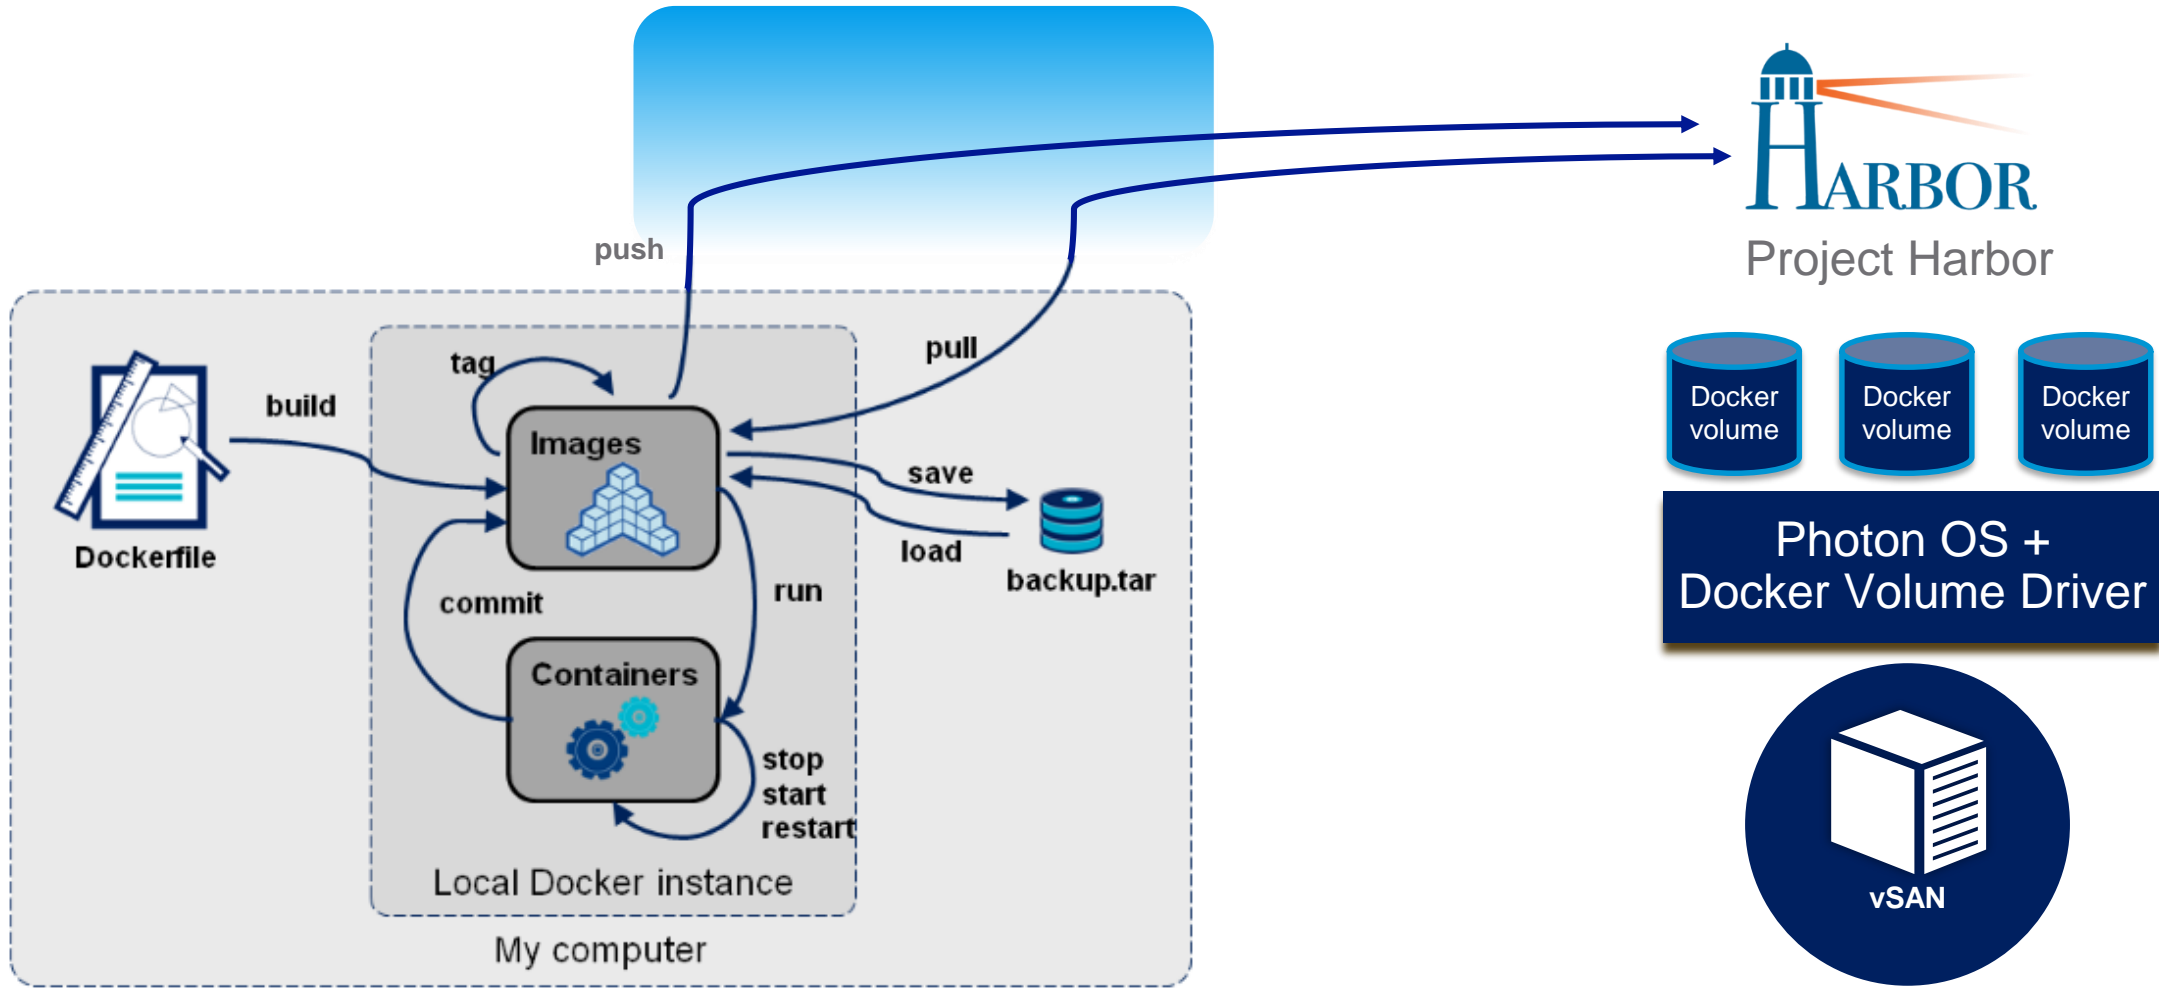 HARBOR
Project Harbor
push
pull
tag
build
Images
save
load
backup.tar
Dockerfile
commit
run
Containers
stop
start
restart
Local Docker instance
My computer
Docker
volume
Docker
volume
Docker
volume
Photon OS +
Docker Volume Driver
vSAN